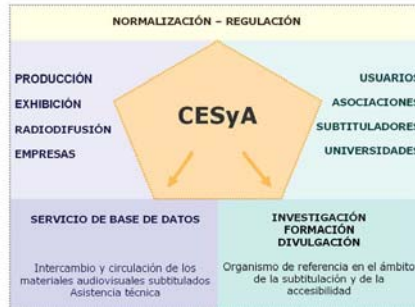 NORMALIZACIÓN – REGULACIÓN
PRODUCCIÓN
EXHIBICIÓN
RADIODIFUSIÓN
EMPRESAS
CESyA
USUARIOS
ASOCIACIONES
SUBTITULADORES
UNIVERSIDADES
SERVICIO DE BASE DE DATOS
Intercambio y circulación de los
materiales audiovisuales subtitulados
Asistencia técnica
INVESTIGACIÓN
FORMACIÓN
DIVULGACIÓN
Organismo de referencia en el ámbito
de la subtitulación y de la
accesibilidad